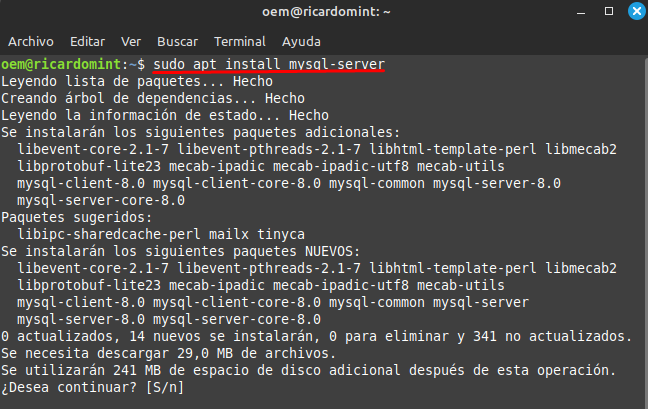 oem@ricardomint: ~
Archivo Editar Ver Buscar Terminal Ayuda
oem@ricardomint:~$ sudo apt install mysql-server
Leyendo lista de paquetes... Hecho
Creando árbol de dependencias... Hecho
Leyendo la información de estado... Hecho
Se instalarán los siguientes paquetes adicionales:
  libevent-core-2.1-7 libevent-pthreads-2.1-7 libhtml-template-perl libmecab2
  libprotobuf-lite23 mecab-ipadic mecab-ipadic-utf8 mecab-utils
  mysql-client-8.0 mysql-client-core-8.0 mysql-common mysql-server-8.0
  mysql-server-core-8.0
Paquetes sugeridos:
  libipc-sharedcache-perl mailx tinyca
Se instalarán los siguientes paquetes NUEVOS:
  libevent-core-2.1-7 libevent-pthreads-2.1-7 libhtml-template-perl libmecab2
  libprotobuf-lite23 mecab-ipadic mecab-ipadic-utf8 mecab-utils
  mysql-client-8.0 mysql-client-core-8.0 mysql-common mysql-server
  mysql-server-8.0 mysql-server-core-8.0
0 actualizados, 14 nuevos se instalarán, 0 para eliminar y 341 no actualizados.
Se necesita descargar 29,0 MB de archivos.
Se utilizarán 241 MB de espacio de disco adicional después de esta operación.
¿Desea continuar? [S/n]